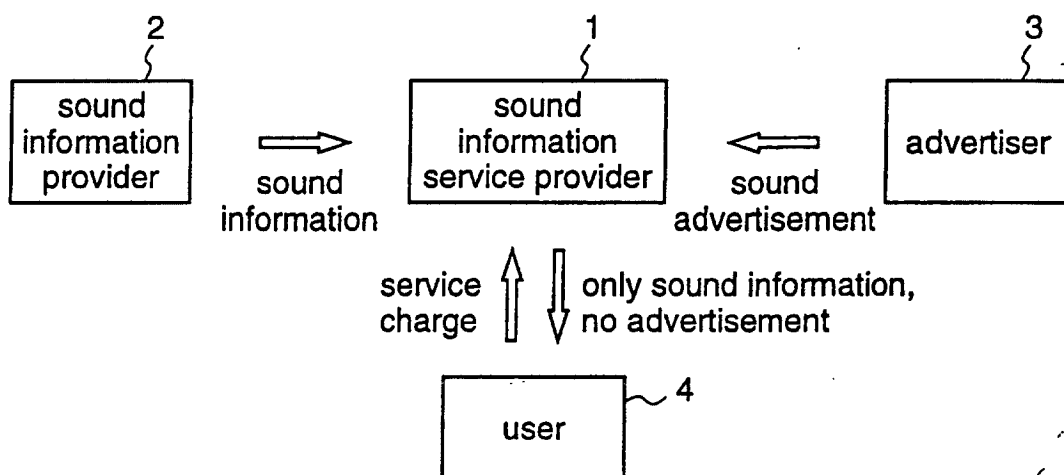 2
1
3
sound
information
provider
sound
information
service provider
advertiser
sound
information
sound
advertisement
service
charge
only sound information,
no advertisement
user
4